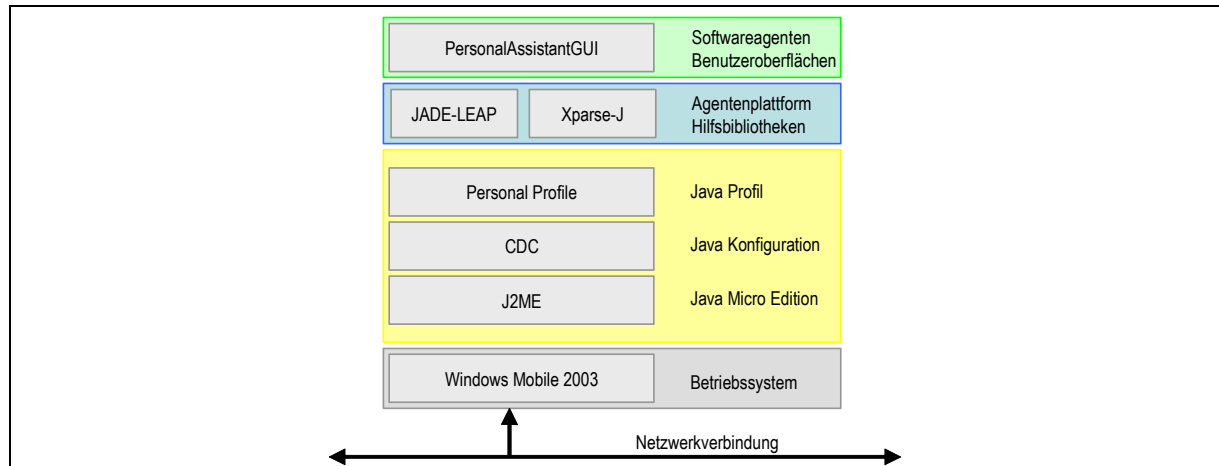 PersonalAssistantGUI
Softwareagenten
Benutzeroberflächen
JADE-LEAP
Xparse-J
Agentenplattform
Hilfsbibliotheken
Personal Profile
Java Profil
CDC
Java Konfiguration
J2ME
Java Micro Edition
Windows Mobile 2003
Betriebssystem
Netzwerkverbindung